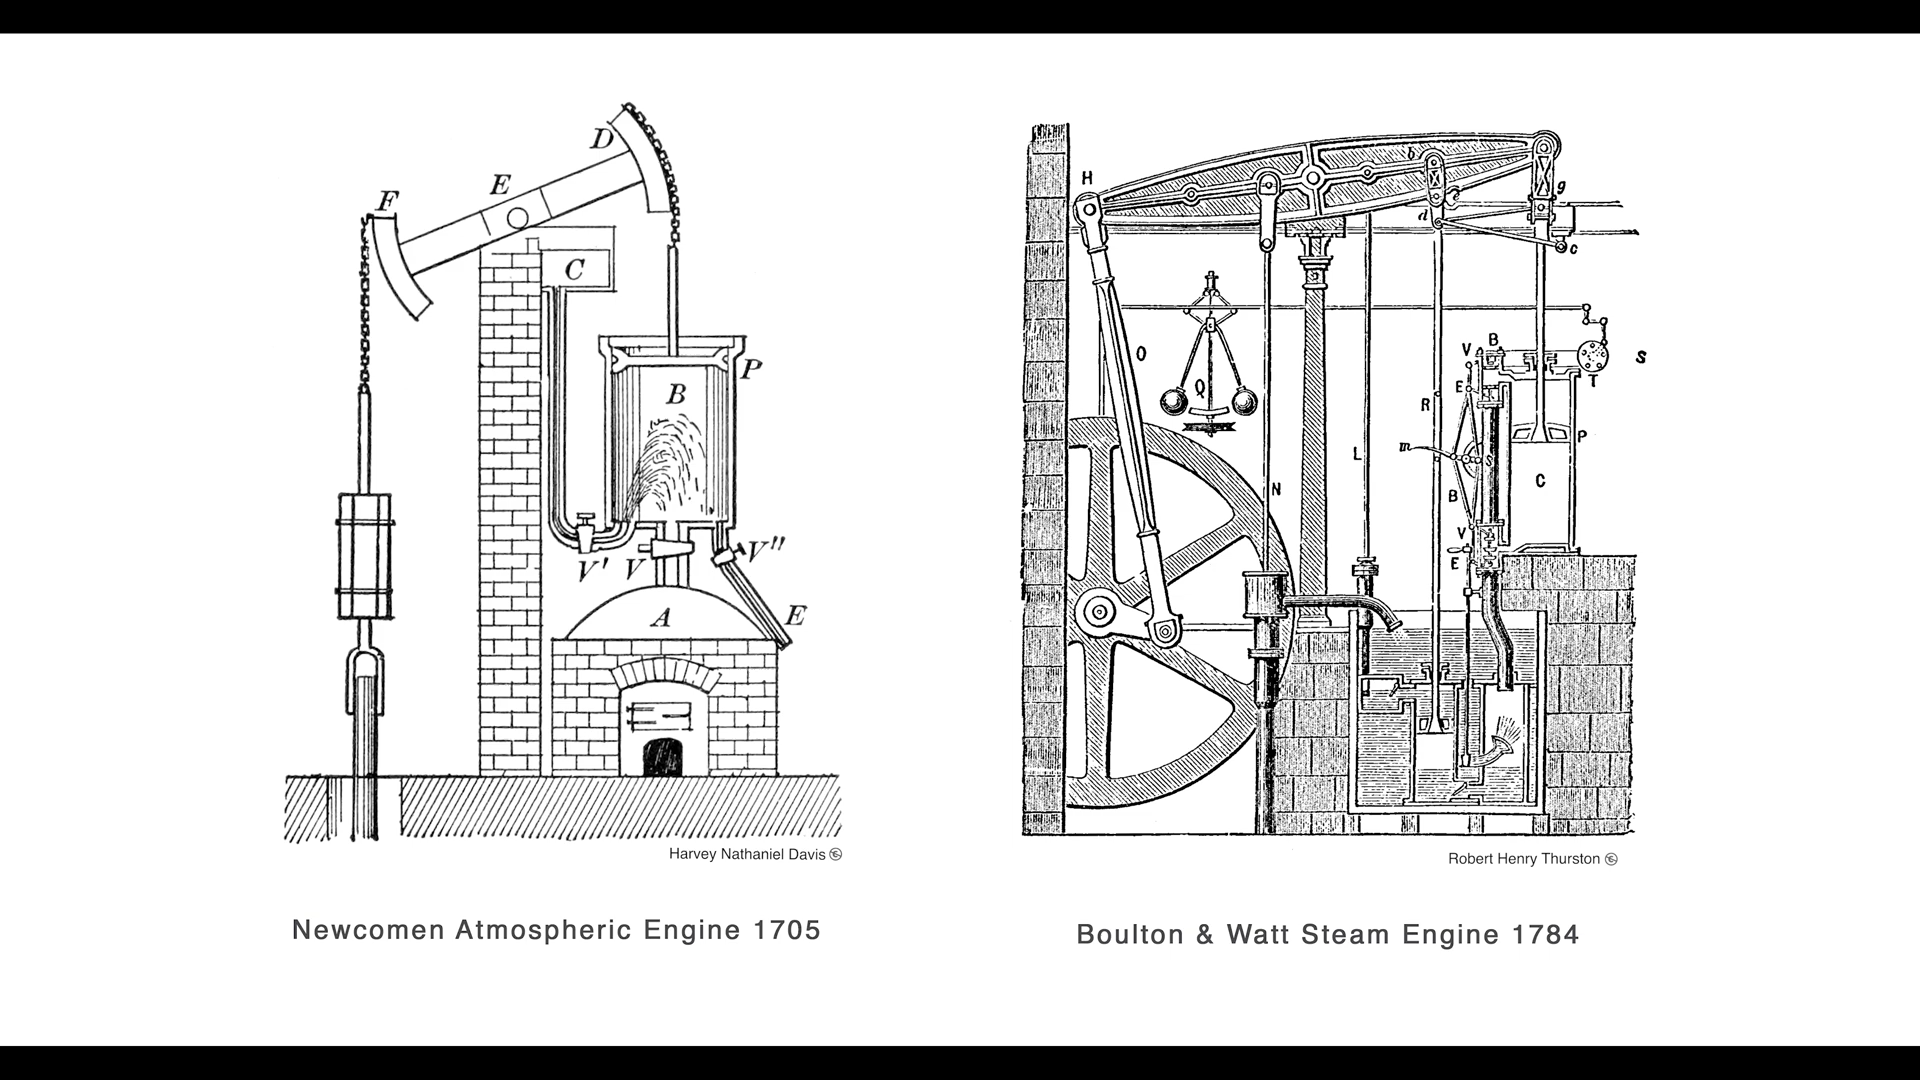 D
E
F
C
P
B
V'
V
V''
A
E
Harvey Nathaniel Davis
Newcomen Atmospheric Engine 1705
H
b
g
e
d
c
O
Q
V
B
S
T
E
R
P
m
S
L
C
N
B
V
E
Robert Henry Thurston
Boulton & Watt Steam Engine 1784